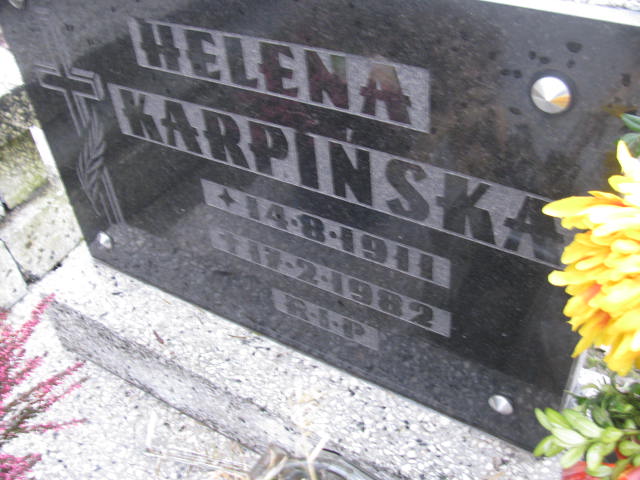 HELENA
KARPIŃSKA
✦ 14·8·1911
✝ 17·2·1982
R·I·P